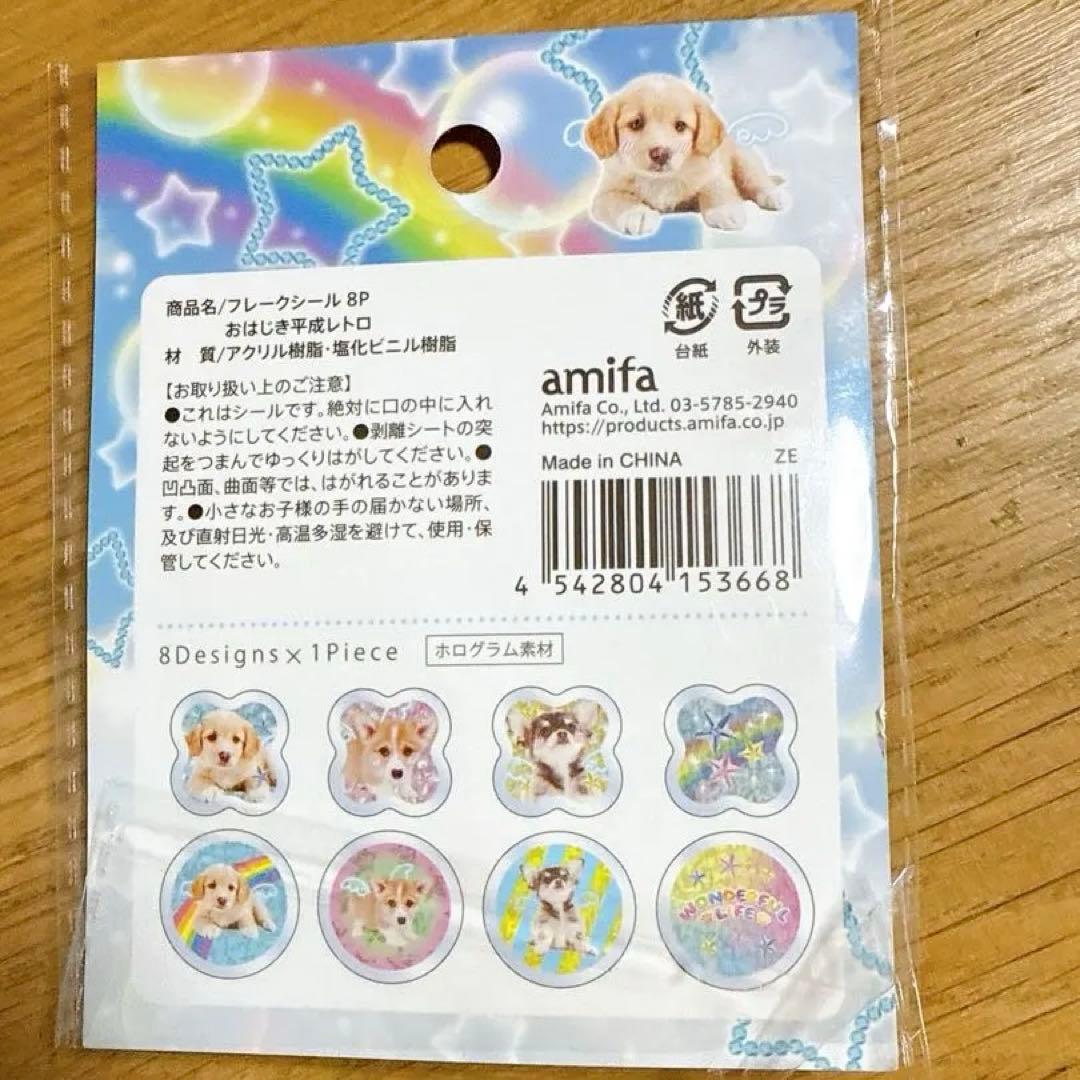 商品名/フレークシール 8P
おはじき平成レトロ
材　質/アクリル樹脂・塩化ビニル樹脂
【お取り扱い上のご注意】
●これはシールです。絶対に口の中に入れ
ないようにしてください。●剥離シートの突
起をつまんでゆっくりはがしてください。●
凹凸面、曲面等では、はがれることがありま
す。●小さなお子様の手の届かない場所、
及び直射日光・高温多湿を避けて、使用・保
管してください。
紙
台紙
プラ
外装
amifa
Amifa Co., Ltd. 03-5785-2940
https://products.amifa.co.jp
Made in CHINA ZE
4 542804 153668
8Designs×1Piece ホログラム素材
WONDERFUL
LIFE